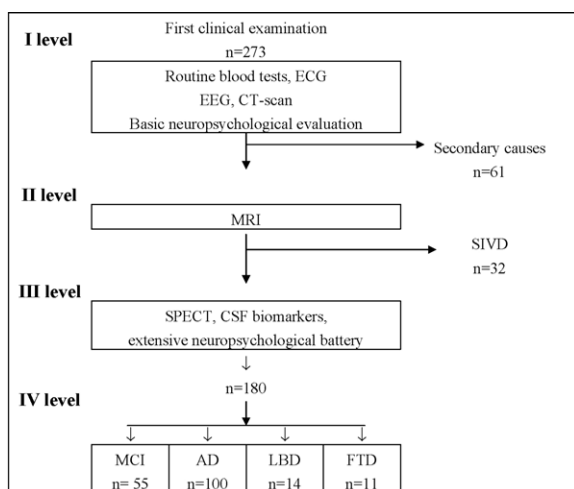 I level
First clinical examination
n=273
Routine blood tests, ECG
EEG, CT-scan
Basic neuropsychological evaluation
Secondary causes
n=61
II level
MRI
SIVD
n=32
III level
SPECT, CSF biomarkers,
extensive neuropsychological battery
n=180
IV level
MCI AD LBD FTD
n= 55 n=100 n=14 n=11